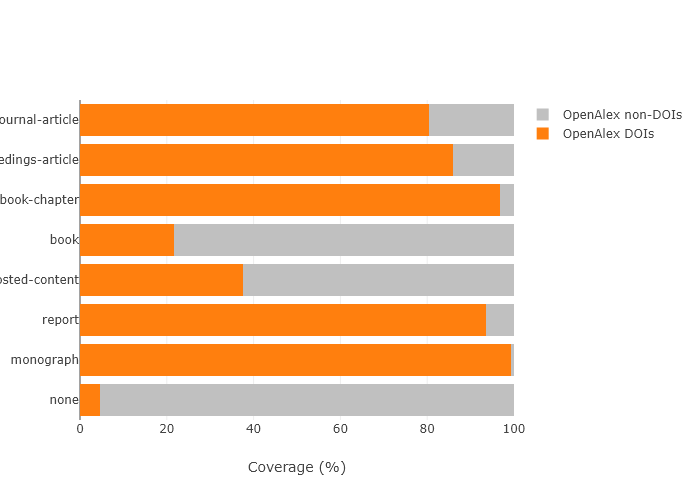 OpenAlex non-DOIs
OpenAlex DOIs
ournal-article
edings-article
book-chapter
book
osted-content
report
monograph
none
0 20 40 60 80 100
Coverage (%)